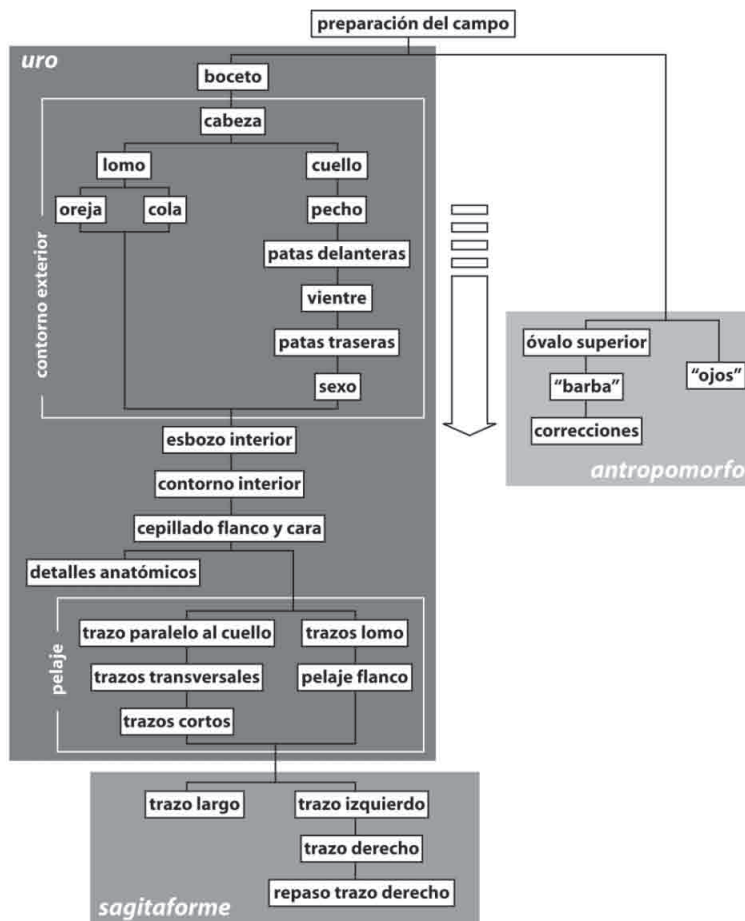 preparación del campo
uro
boceto
contorno exterior
cabeza
lomo
cuello
oreja
cola
pecho
patas delanteras
vientre
patas traseras
sexo
esbozo interior
contorno interior
cepillado flanco y cara
detalles anatómicos
pelaje
trazo paralelo al cuello
trazos lomo
trazos transversales
pelaje flanco
trazos cortos
trazo largo
trazo izquierdo
trazo derecho
repaso trazo derecho
sagitaforme
óvalo superior
“ojos”
“barba”
correcciones
antropomorfo